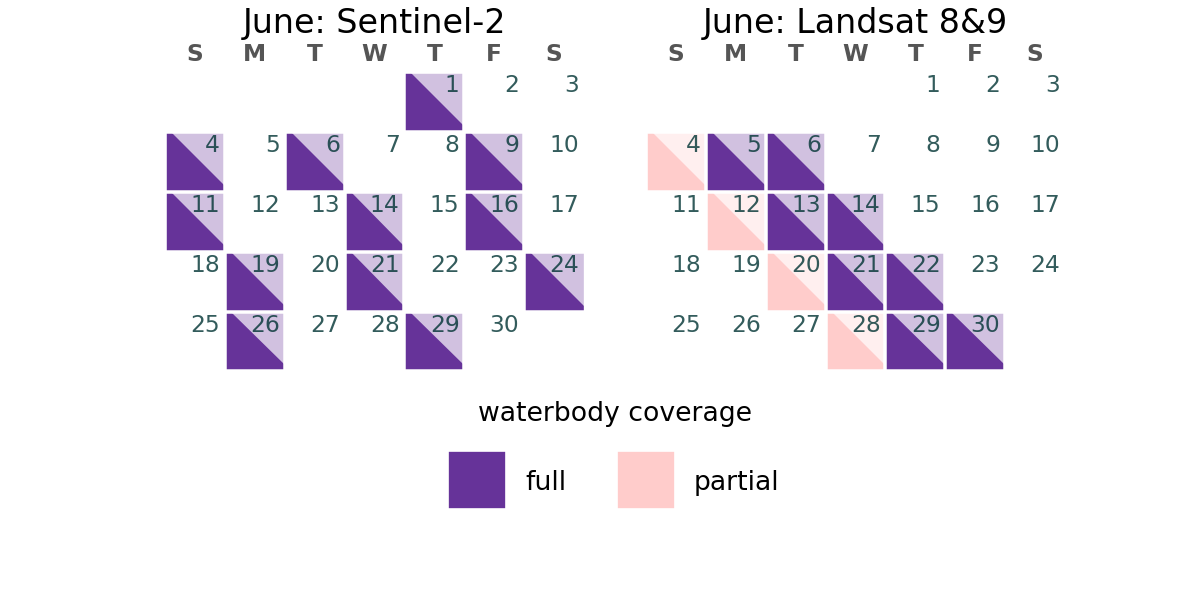 June: Sentinel-2
S M T W T F S
1 2 3
4 5 6 7 8 9 10
11 12 13 14 15 16 17
18 19 20 21 22 23 24
25 26 27 28 29 30
June: Landsat 8&9
S M T W T F S
1 2 3
4 5 6 7 8 9 10
11 12 13 14 15 16 17
18 19 20 21 22 23 24
25 26 27 28 29 30
waterbody coverage
full partial